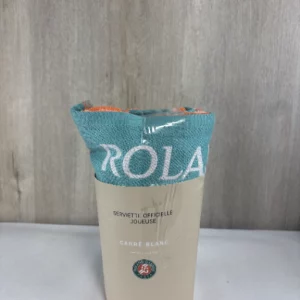 ROLA
SERVIETTE OFFICIELLE
JOUEUSE
CARRÉ BLANC